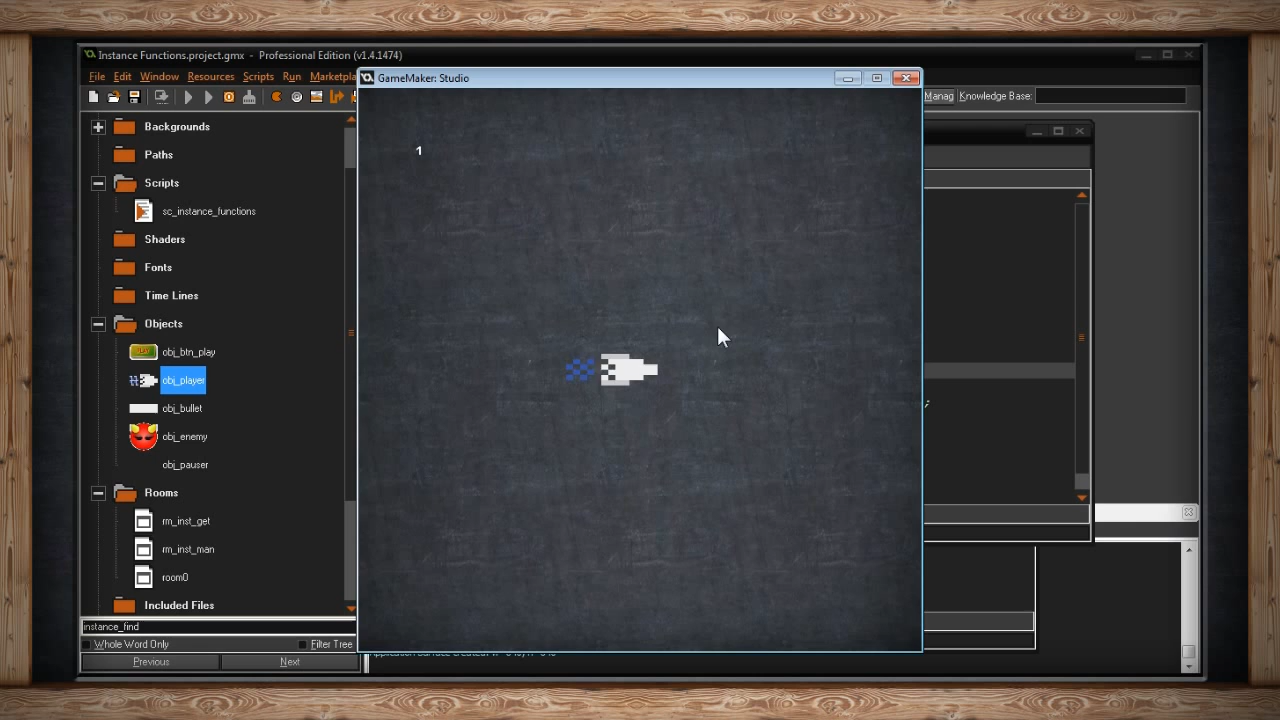 Instance Functions.project.gmx - Professional Edition (v1.4.1474)
File Edit Window Resources Scripts Run Marketpla
GameMaker: Studio
Manag Knowledge Base:
Backgrounds
Paths
Scripts
sc_instance_functions
Shaders
Fonts
Time Lines
Objects
obj_btn_play
obj_player
obj_bullet
obj_enemy
obj_pauser
Rooms
rm_inst_get
rm_inst_man
room0
Included Files
instance_find
Whole Word Only Filter Tree
Previous Next
1